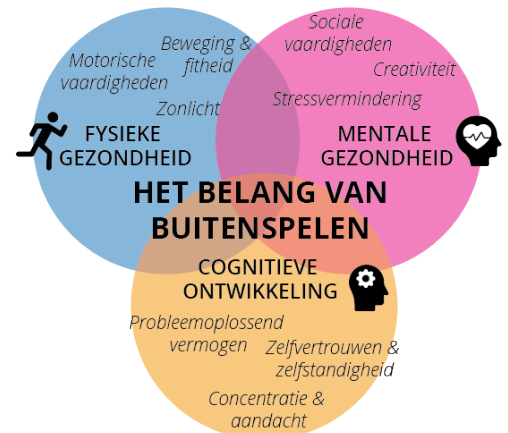 Motorische
vaardigheden
Beweging &
fitheid
Zonlicht
FYSIEKE
GEZONDHEID
Sociale
vaardigheden
Creativiteit
Stressvermindering
MENTALE
GEZONDHEID
HET BELANG VAN
BUITENSPELEN
COGNITIEVE
ONTWIKKELING
Probleemoplossend
vermogen
Zelfvertrouwen &
zelfstandigheid
Concentratie &
aandacht